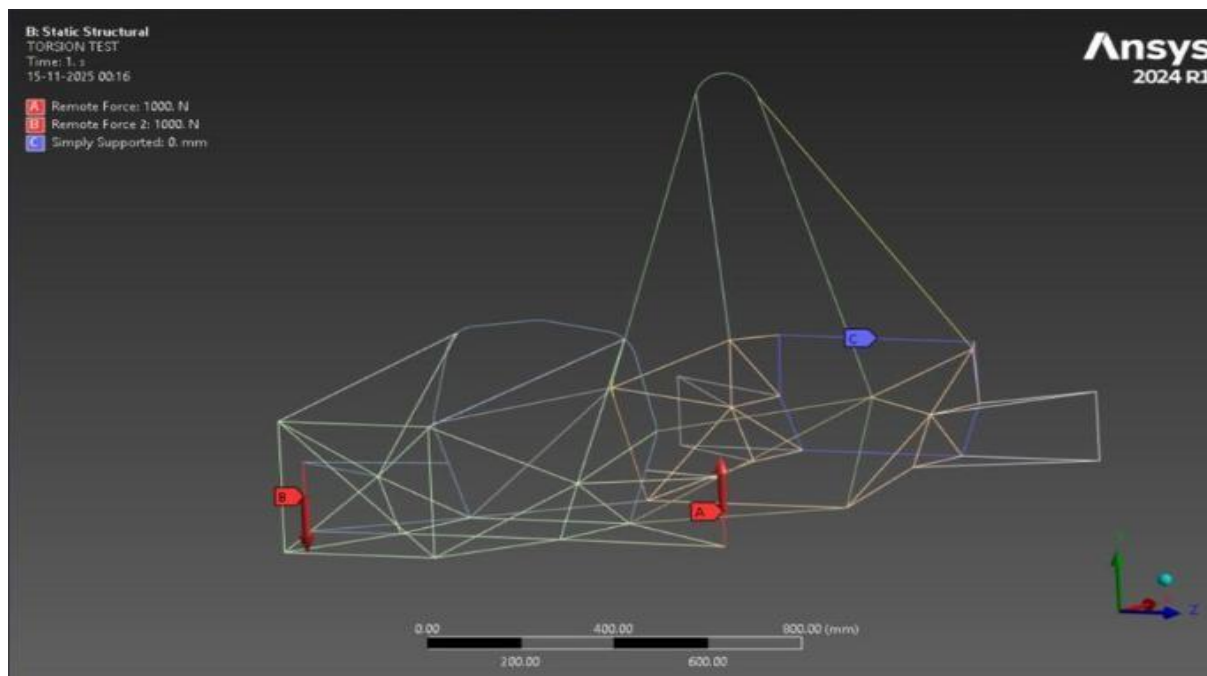 B: Static Structural
TORSION TEST
Time: 1. s
15-11-2025 00:16
A Remote Force: 1000. N
B Remote Force 2: 1000. N
C Simply Supported: 0. mm
Ansys
2024 R1
C
B
A
Z
0.00 400.00 800.00 (mm)
200.00 600.00